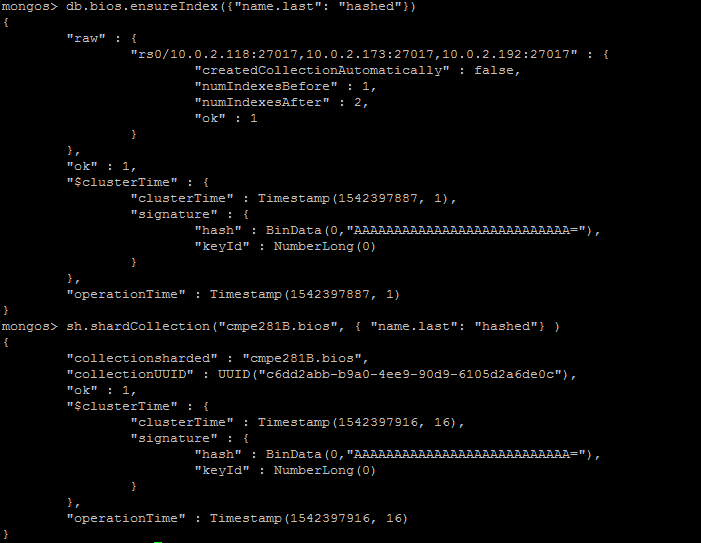 mongos> db.bios.ensureIndex({"name.last": "hashed"})
{
        "raw" : {
                "rs0/10.0.2.118:27017,10.0.2.173:27017,10.0.2.192:27017" : {
                        "createdCollectionAutomatically" : false,
                        "numIndexesBefore" : 1,
                        "numIndexesAfter" : 2,
                        "ok" : 1
                }
        },
        "ok" : 1,
        "$clusterTime" : {
                "clusterTime" : Timestamp(1542397887, 1),
                "signature" : {
                        "hash" : BinData(0,"AAAAAAAAAAAAAAAAAAAAAAAAAAA="),
                        "keyId" : NumberLong(0)
                }
        },
        "operationTime" : Timestamp(1542397887, 1)
}
mongos> sh.shardCollection("cmpe281B.bios", { "name.last": "hashed"} )
{
        "collectionsharded" : "cmpe281B.bios",
        "collectionUUID" : UUID("c6dd2abb-b9a0-4ee9-90d9-6105d2a6de0c"),
        "ok" : 1,
        "$clusterTime" : {
                "clusterTime" : Timestamp(1542397916, 16),
                "signature" : {
                        "hash" : BinData(0,"AAAAAAAAAAAAAAAAAAAAAAAAAAA="),
                        "keyId" : NumberLong(0)
                }
        },
        "operationTime" : Timestamp(1542397916, 16)
}